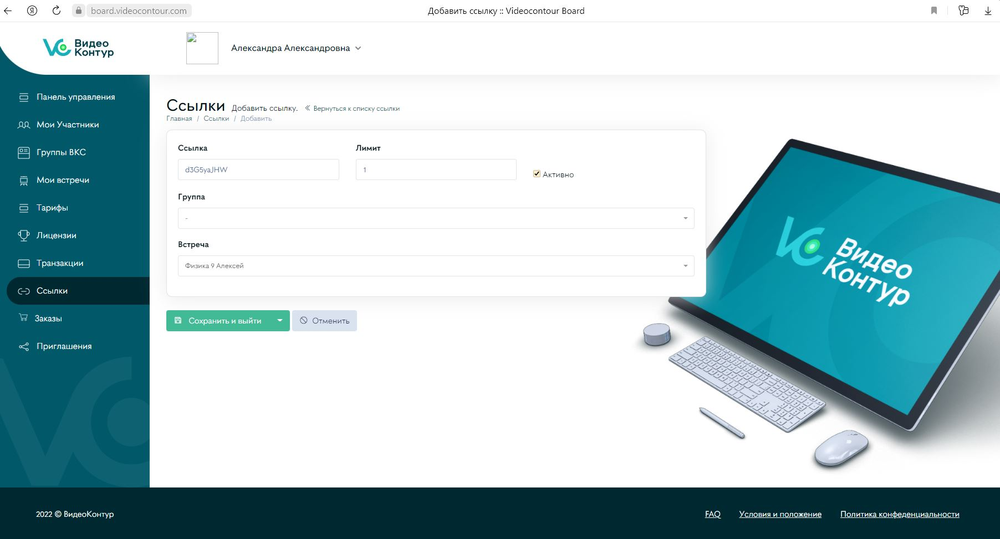 board.videocontour.com
Добавить ссылку :: Videocontour Board
Видео
Контур
Александра Александровна
Панель управления
Мои Участники
Группы ВКС
Мои встречи
Тарифы
Лицензии
Транзакции
Ссылки
Заказы
Приглашения
Ссылки Добавить ссылку. Вернуться к списку ссылки
Главная / Ссылки / Добавить
Ссылка Лимит
d3G5yaJHW 1 Активно
Группа
-
Встреча
Физика 9 Алексей
Сохранить и выйти Отменить
Видео
Контур
2022 © ВидеоКонтур FAQ Условия и положение Политика конфеденциальности